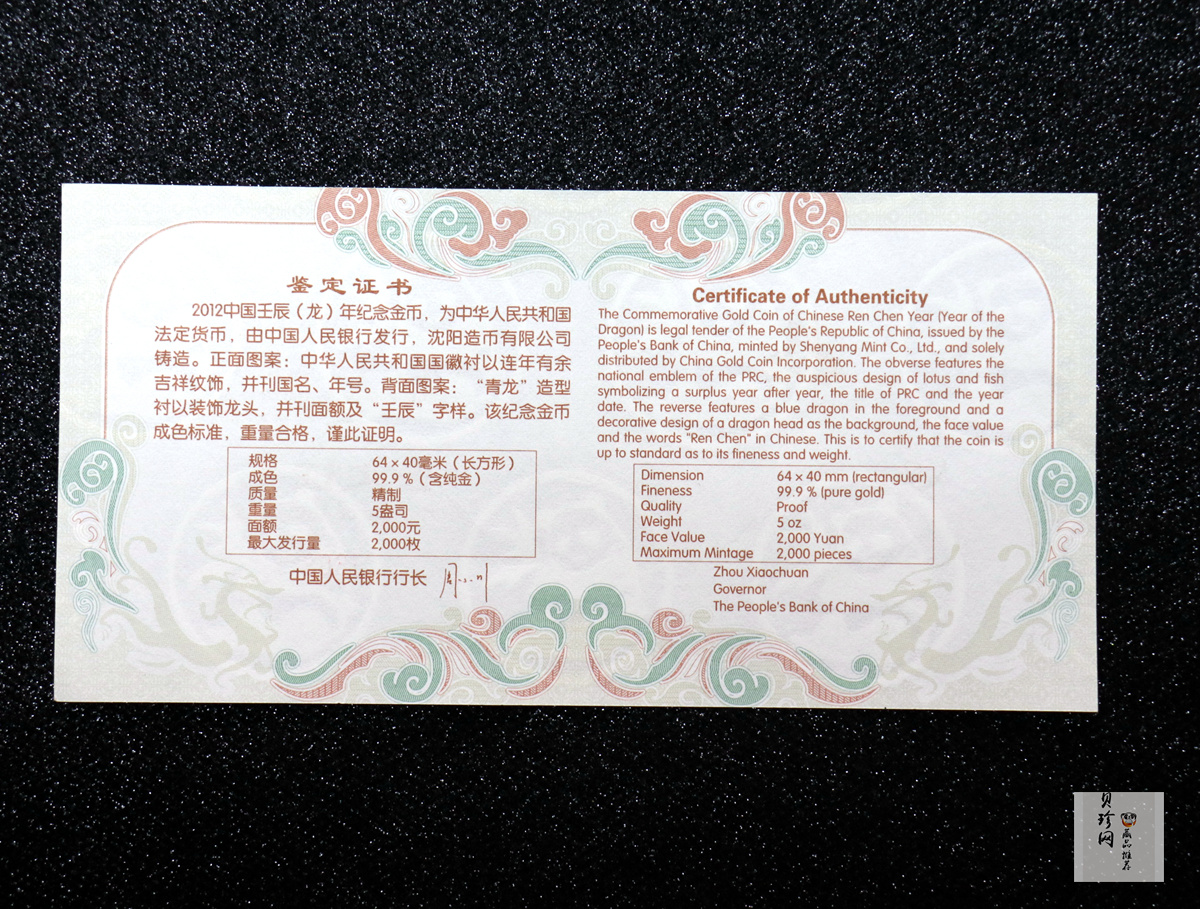 鉴定证书
2012中国壬辰（龙）年纪念金币，为中华人民共和国
法定货币，由中国人民银行发行，沈阳造币有限公司
铸造。正面图案：中华人民共和国国徽衬以连年有余
吉祥纹饰，并刊国名、年号。背面图案：“青龙”造型
衬以装饰龙头，并刊面额及“壬辰”字样。该纪念金币
成色标准，重量合格，谨此证明。
规格 64×40毫米（长方形）
成色 99.9%（含纯金）
质量 精制
重量 5盎司
面额 2,000元
最大发行量 2,000枚
中国人民银行行长
Certificate of Authenticity
The Commemorative Gold Coin of Chinese Ren Chen Year (Year of the
Dragon) is legal tender of the People's Republic of China, issued by the
People's Bank of China, minted by Shenyang Mint Co., Ltd., and solely
distributed by China Gold Coin Incorporation. The obverse features the
national emblem of the PRC, the auspicious design of lotus and fish
symbolizing a surplus year after year, the title of PRC and the year
date. The reverse features a blue dragon in the foreground and a
decorative design of a dragon head as the background, the face value
and the words "Ren Chen" in Chinese. This is to certify that the coin is
up to standard as to its fineness and weight.
Dimension 64×40 mm (rectangular)
Fineness 99.9 % (pure gold)
Quality Proof
Weight 5 oz
Face Value 2,000 Yuan
Maximum Mintage 2,000 pieces
Zhou Xiaochuan
Governor
The People's Bank of China
贝珍网
藏品推荐